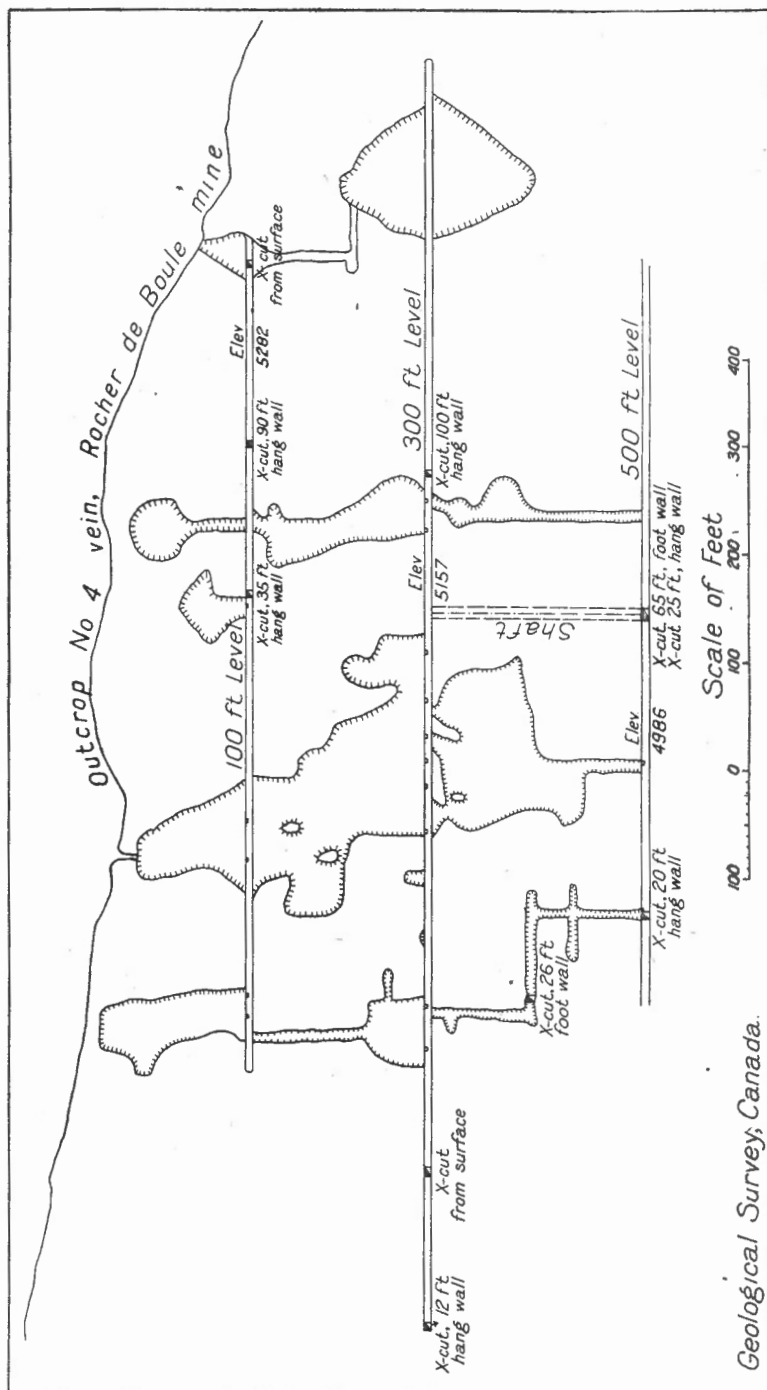 Outcrop No 4 vein, Rocher de Boule mine
X-cut
from surface
Elev
5282
X-cut, 90 ft
hang wall
X-cut, 35 ft
hang wall
100 ft Level
300 ft Level
X-cut, 100 ft
hang wall
Elev
5157
Shaft
X-cut
from surface
X-cut, 12 ft
hang wall
X-cut, 26 ft
foot wall
500 ft Level
X-cut, 65 ft, foot wall
X-cut 25 ft, hang wall
Elev
4986
X-cut, 20 ft
hang wall
100 0 100 200 300 400
Scale of Feet
Geological Survey, Canada.